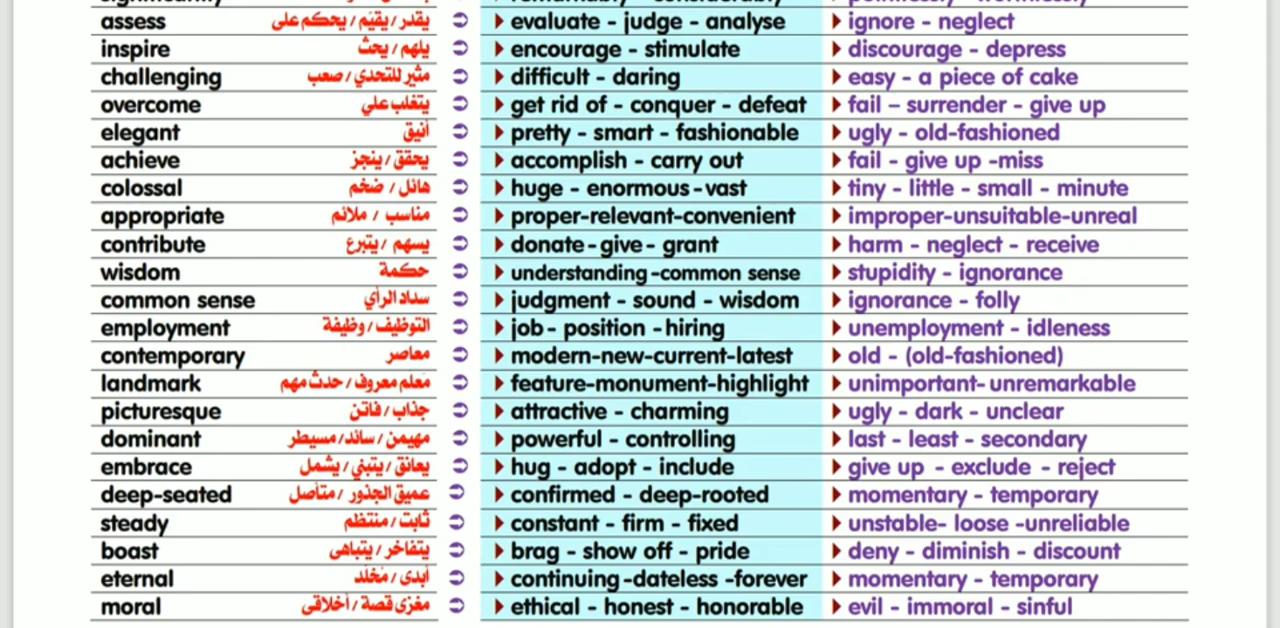 assess يقدر / يقيّم / يحكم على ➲ evaluate - judge - analyse ignore - neglect
inspire يلهم / يحث ➲ encourage - stimulate discourage - depress
challenging مثير للتحدي / صعب ➲ difficult - daring easy - a piece of cake
overcome يتغلب علي ➲ get rid of - conquer - defeat fail – surrender - give up
elegant أنيق ➲ pretty - smart - fashionable ugly - old-fashioned
achieve يحقق / ينجز ➲ accomplish - carry out fail - give up -miss
colossal هائل / ضخم ➲ huge - enormous - vast tiny - little - small - minute
appropriate مناسب / ملائم ➲ proper-relevant-convenient improper-unsuitable-unreal
contribute يسهم / يتبرع ➲ donate - give - grant harm - neglect - receive
wisdom حكمة ➲ understanding -common sense stupidity - ignorance
common sense سداد الرأي ➲ judgment - sound - wisdom ignorance - folly
employment التوظيف / وظيفة ➲ job - position - hiring unemployment - idleness
contemporary معاصر ➲ modern-new-current-latest old - (old-fashioned)
landmark مَعلم معروف / حدث مهم ➲ feature-monument-highlight unimportant- unremarkable
picturesque جذاب / فاتن ➲ attractive - charming ugly - dark - unclear
dominant مهيمن / سائد / مسيطر ➲ powerful - controlling last - least - secondary
embrace يعانق / يتبني / يشمل ➲ hug - adopt - include give up - exclude - reject
deep-seated عميق الجذور / متأصل ➲ confirmed - deep-rooted momentary - temporary
steady ثابت / منتظم ➲ constant - firm - fixed unstable- loose -unreliable
boast يتفاخر / يتباهى ➲ brag - show off - pride deny - diminish - discount
eternal أبدى / مُخلّد ➲ continuing -dateless -forever momentary - temporary
moral مغزى قصة / أخلاقى ➲ ethical - honest - honorable evil - immoral - sinful